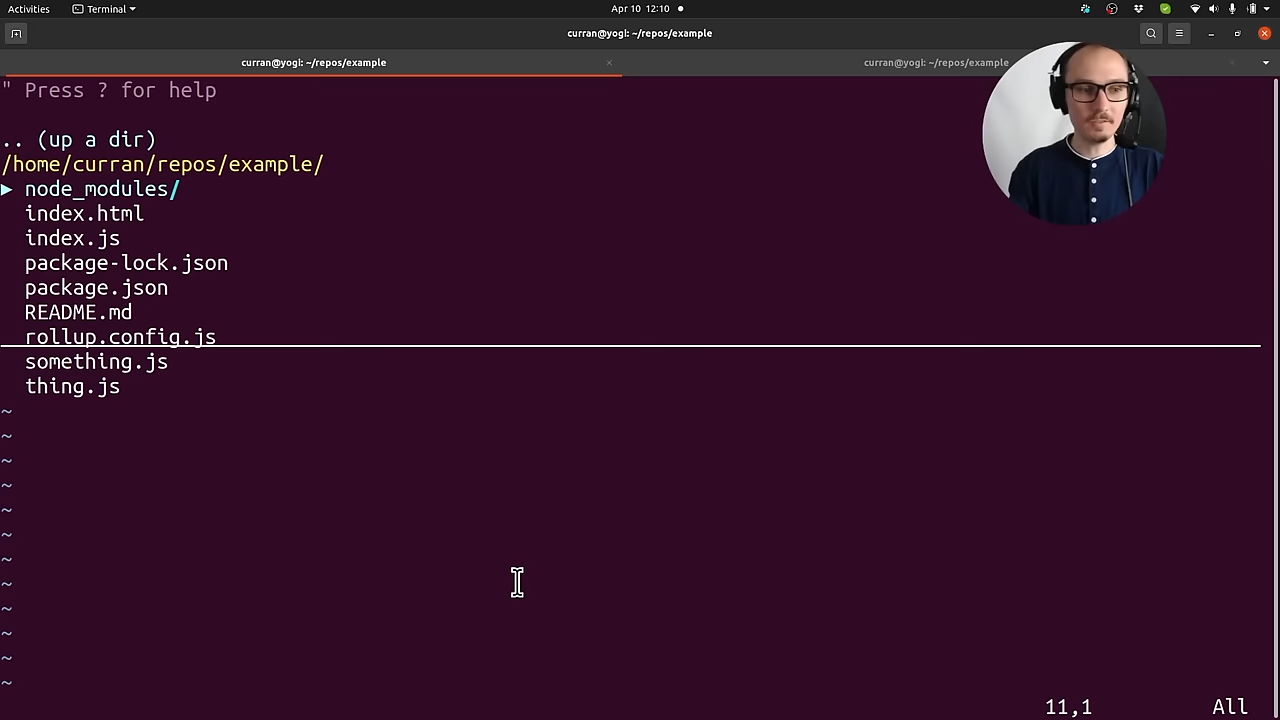 Activities
Terminal
Apr 10 12:10
curran@yogi: ~/repos/example
curran@yogi: ~/repos/example
curran@yogi: ~/repos/example
" Press ? for help
.. (up a dir)
/home/curran/repos/example/
▶ node_modules/
index.html
index.js
package-lock.json
package.json
README.md
rollup.config.js
something.js
thing.js
~
~
~
~
~
~
~
~
~
~
~
~
11,1 All